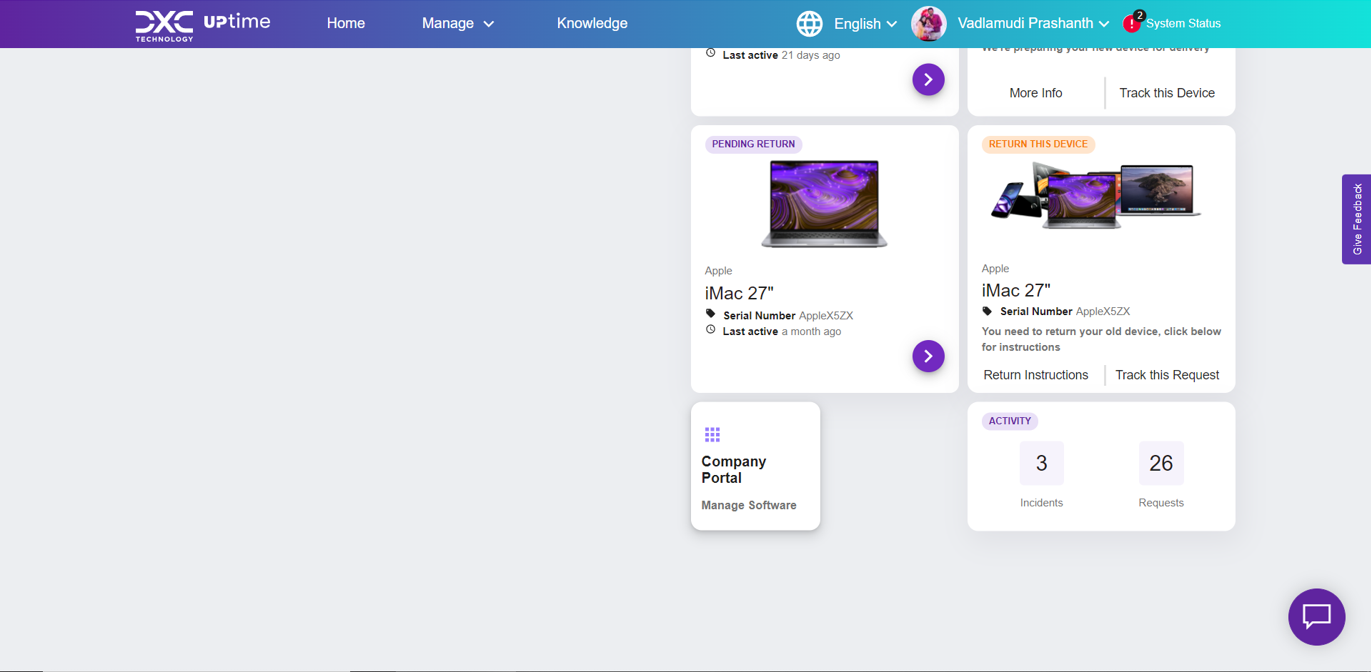 DXC TECHNOLOGY UPtime
Home
Manage
Knowledge
English
Vadlamudi Prashanth
! 2 System Status
Last active 21 days ago
We're preparing your new device for delivery
More Info
Track this Device
PENDING RETURN
Apple
iMac 27"
Serial Number AppleX5ZX
Last active a month ago
RETURN THIS DEVICE
Apple
iMac 27"
Serial Number AppleX5ZX
You need to return your old device, click below
for instructions
Return Instructions
Track this Request
Company
Portal
Manage Software
ACTIVITY
3
Incidents
26
Requests
Give Feedback